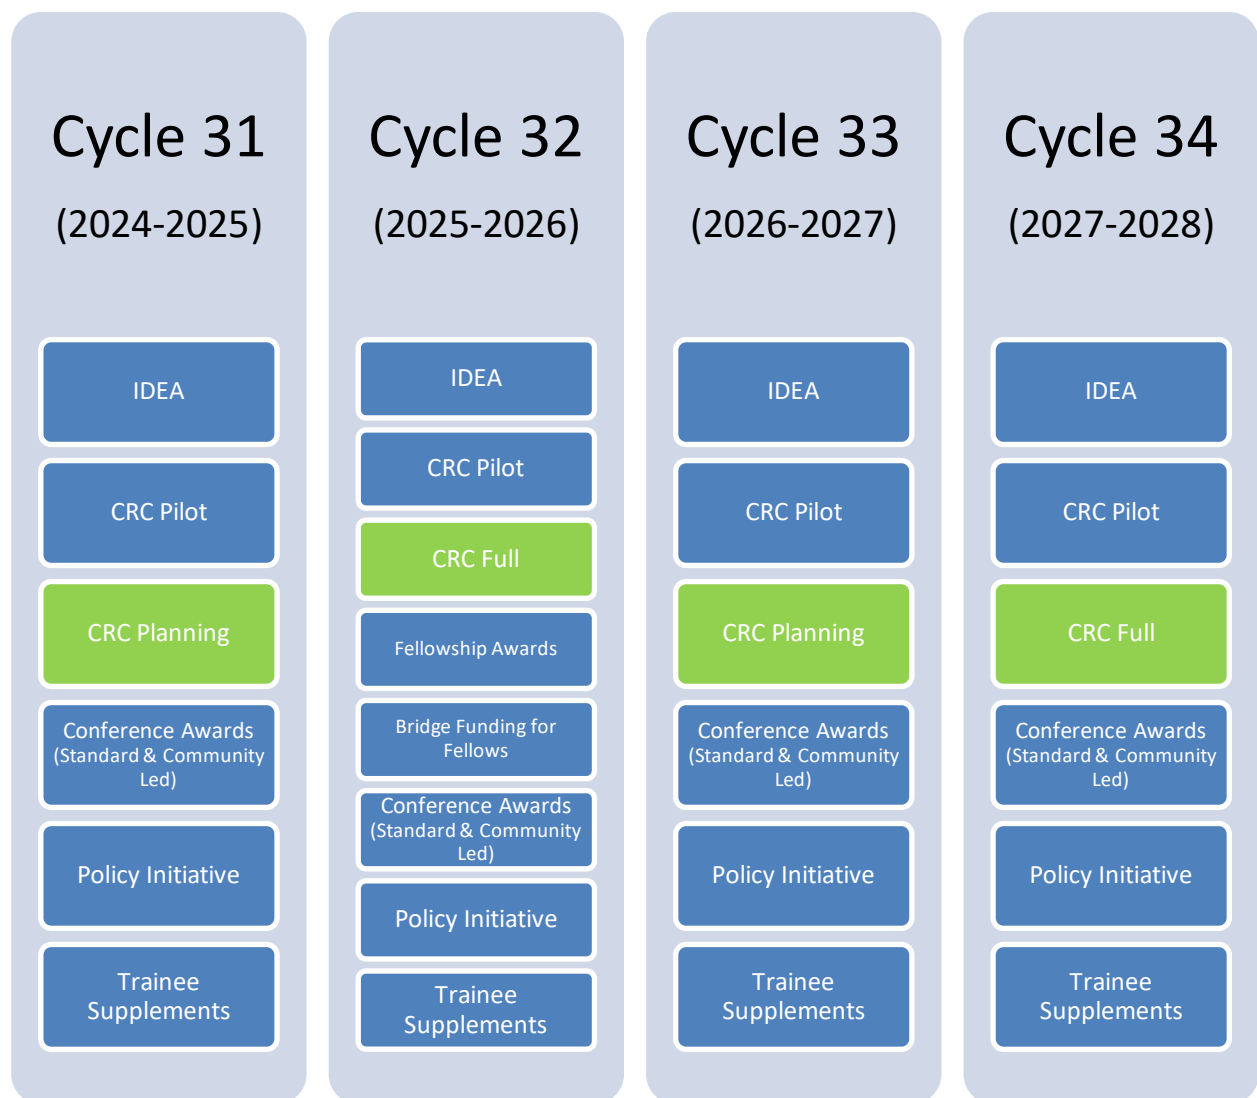 Cycle 31
(2024-2025)
IDEA
CRC Pilot
CRC Planning
Conference Awards
(Standard & Community
Led)
Policy Initiative
Trainee
Supplements
Cycle 32
(2025-2026)
IDEA
CRC Pilot
CRC Full
Fellowship Awards
Bridge Funding for
Fellows
Conference Awards
(Standard & Community
Led)
Policy Initiative
Trainee
Supplements
Cycle 33
(2026-2027)
IDEA
CRC Pilot
CRC Planning
Conference Awards
(Standard & Community
Led)
Policy Initiative
Trainee
Supplements
Cycle 34
(2027-2028)
IDEA
CRC Pilot
CRC Full
Conference Awards
(Standard & Community
Led)
Policy Initiative
Trainee
Supplements